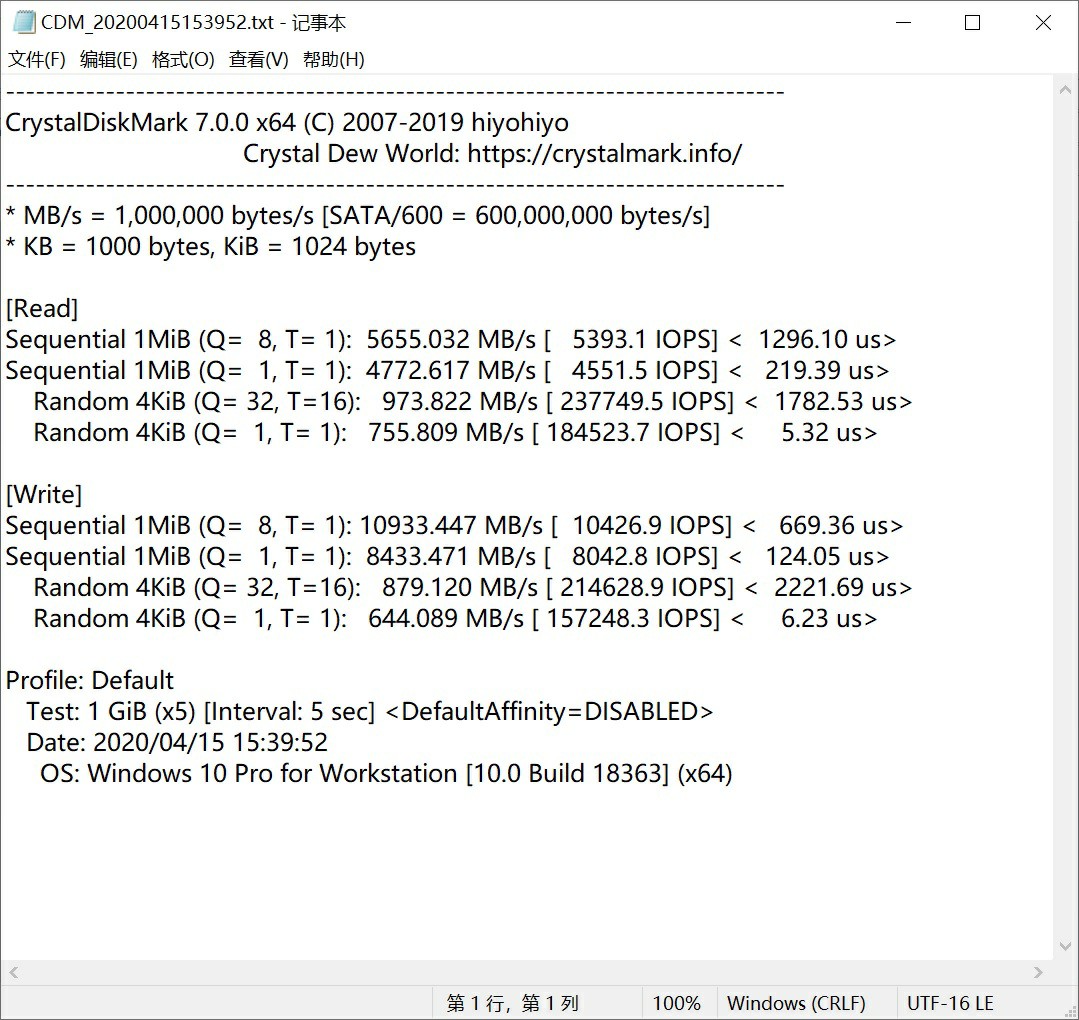 CDM_20200415153952.txt - 记事本
文件(F) 编辑(E) 格式(O) 查看(V) 帮助(H)
------------------------------------------------------------------------------
CrystalDiskMark 7.0.0 x64 (C) 2007-2019 hiyohiyo
                                  Crystal Dew World: https://crystalmark.info/
------------------------------------------------------------------------------
* MB/s = 1,000,000 bytes/s [SATA/600 = 600,000,000 bytes/s]
* KB = 1000 bytes, KiB = 1024 bytes

[Read]
Sequential 1MiB (Q=  8, T= 1):  5655.032 MB/s [   5393.1 IOPS] <  1296.10 us>
Sequential 1MiB (Q=  1, T= 1):  4772.617 MB/s [   4551.5 IOPS] <   219.39 us>
    Random 4KiB (Q= 32, T=16):   973.822 MB/s [ 237749.5 IOPS] <  1782.53 us>
    Random 4KiB (Q=  1, T= 1):   755.809 MB/s [ 184523.7 IOPS] <     5.32 us>

[Write]
Sequential 1MiB (Q=  8, T= 1): 10933.447 MB/s [  10426.9 IOPS] <   669.36 us>
Sequential 1MiB (Q=  1, T= 1):  8433.471 MB/s [   8042.8 IOPS] <   124.05 us>
    Random 4KiB (Q= 32, T=16):   879.120 MB/s [ 214628.9 IOPS] <  2221.69 us>
    Random 4KiB (Q=  1, T= 1):   644.089 MB/s [ 157248.3 IOPS] <     6.23 us>

Profile: Default
   Test: 1 GiB (x5) [Interval: 5 sec] <DefaultAffinity=DISABLED>
   Date: 2020/04/15 15:39:52
     OS: Windows 10 Pro for Workstation [10.0 Build 18363] (x64)
第 1 行，第 1 列 100% Windows (CRLF) UTF-16 LE